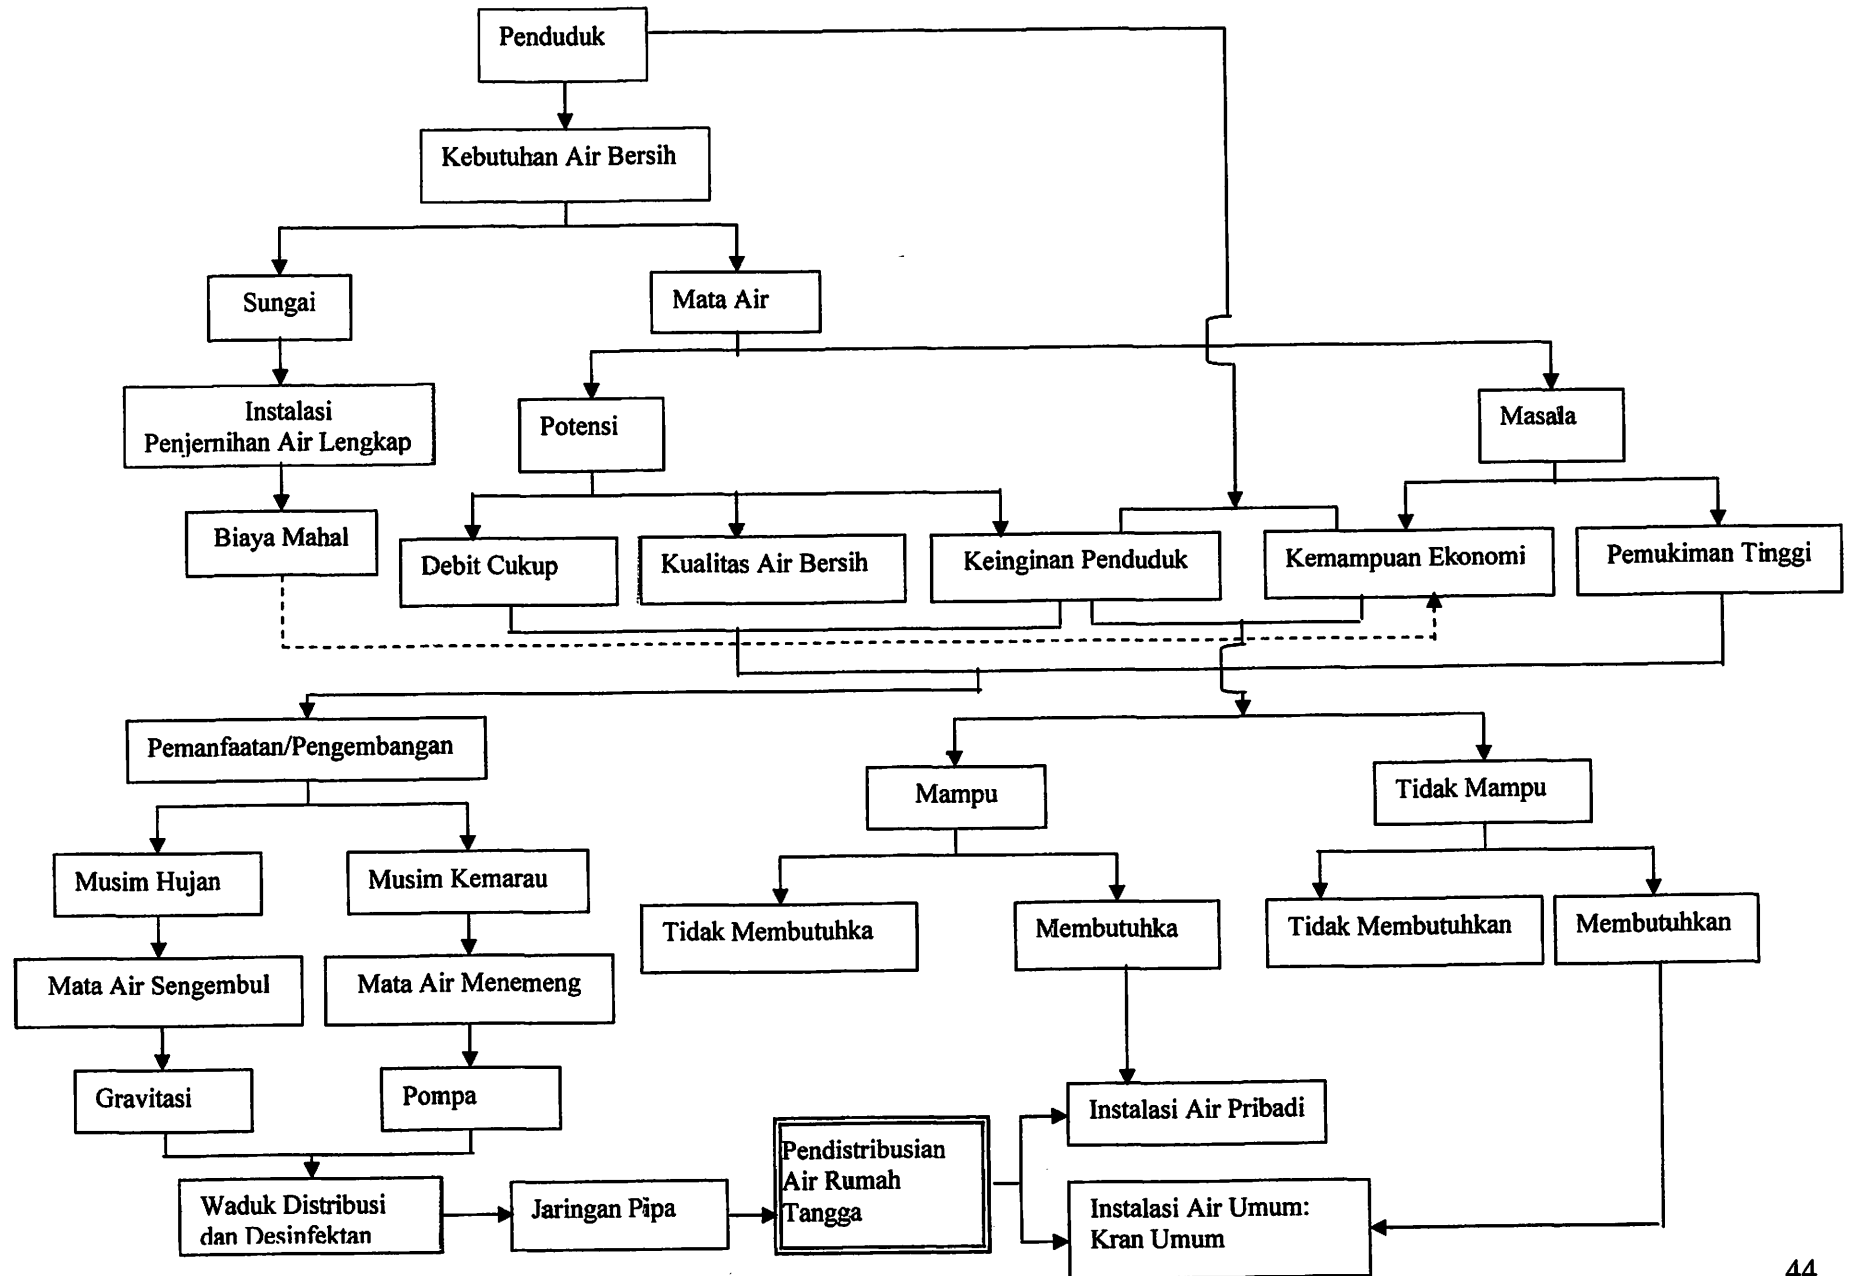 Penduduk
Kebutuhan Air Bersih
Sungai
Mata Air
Instalasi
Penjernihan Air Lengkap
Potensi
Masala
Biaya Mahal
Debit Cukup
Kualitas Air Bersih
Keinginan Penduduk
Kemampuan Ekonomi
Pemukiman Tinggi
Pemanfaatan/Pengembangan
Mampu
Tidak Mampu
Musim Hujan
Musim Kemarau
Tidak Membutuhka
Membutuhka
Tidak Membutuhkan
Membutuhkan
Mata Air Sengembul
Mata Air Menemeng
Gravitasi
Pompa
Instalasi Air Pribadi
Pendistribusian
Air Rumah
Tangga
Waduk Distribusi
dan Desinfektan
Jaringan Pipa
Instalasi Air Umum:
Kran Umum
44